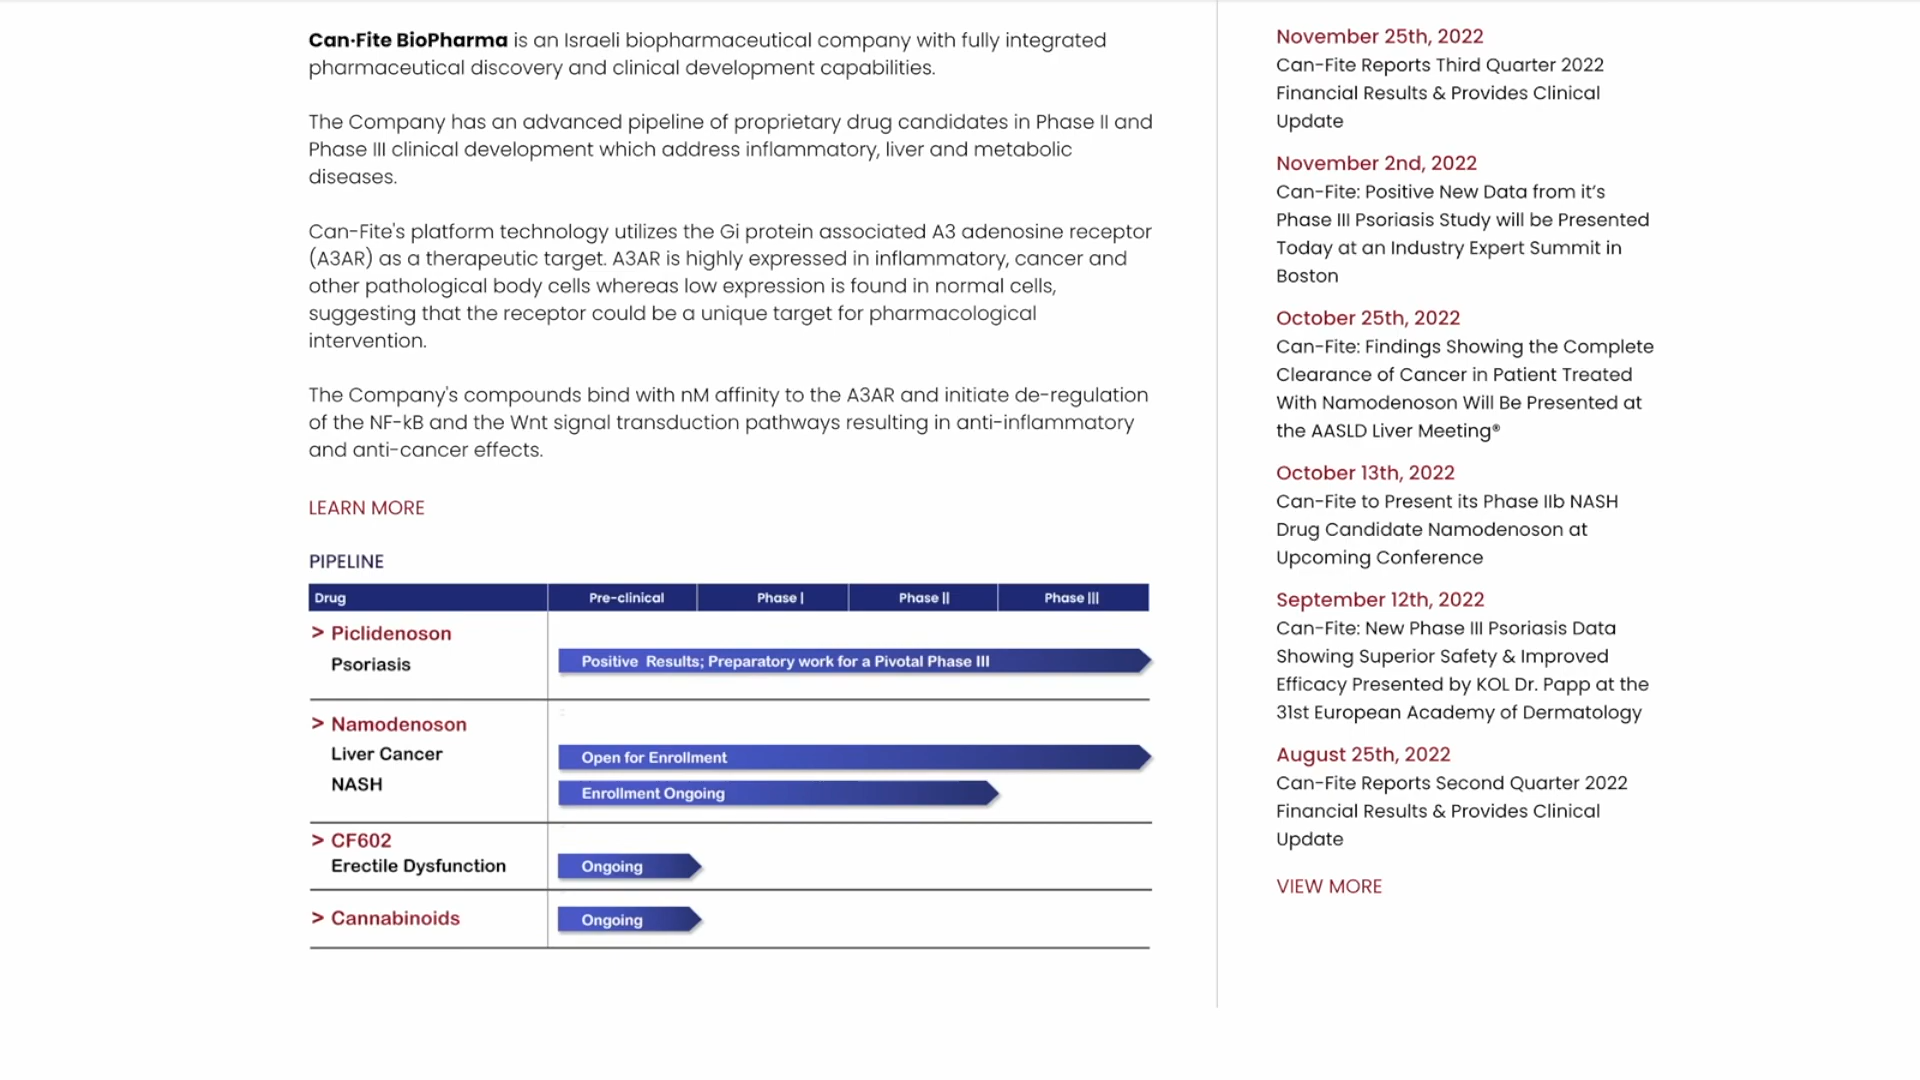 Can·Fite BioPharma is an Israeli biopharmaceutical company with fully integrated
pharmaceutical discovery and clinical development capabilities.
The Company has an advanced pipeline of proprietary drug candidates in Phase II and
Phase III clinical development which address inflammatory, liver and metabolic
diseases.
Can-Fite's platform technology utilizes the Gi protein associated A3 adenosine receptor
(A3AR) as a therapeutic target. A3AR is highly expressed in inflammatory, cancer and
other pathological body cells whereas low expression is found in normal cells,
suggesting that the receptor could be a unique target for pharmacological
intervention.
The Company's compounds bind with nM affinity to the A3AR and initiate de-regulation
of the NF-kB and the Wnt signal transduction pathways resulting in anti-inflammatory
and anti-cancer effects.
LEARN MORE
PIPELINE
Drug Pre-clinical Phase I Phase II Phase III
> Piclidenoson
Psoriasis
Positive Results; Preparatory work for a Pivotal Phase III
> Namodenoson
Liver Cancer
Open for Enrollment
NASH
Enrollment Ongoing
> CF602
Erectile Dysfunction
Ongoing
> Cannabinoids
Ongoing
November 25th, 2022
Can-Fite Reports Third Quarter 2022
Financial Results & Provides Clinical
Update
November 2nd, 2022
Can-Fite: Positive New Data from it's
Phase III Psoriasis Study will be Presented
Today at an Industry Expert Summit in
Boston
October 25th, 2022
Can-Fite: Findings Showing the Complete
Clearance of Cancer in Patient Treated
With Namodenoson Will Be Presented at
the AASLD Liver Meeting®
October 13th, 2022
Can-Fite to Present its Phase IIb NASH
Drug Candidate Namodenoson at
Upcoming Conference
September 12th, 2022
Can-Fite: New Phase III Psoriasis Data
Showing Superior Safety & Improved
Efficacy Presented by KOL Dr. Papp at the
31st European Academy of Dermatology
August 25th, 2022
Can-Fite Reports Second Quarter 2022
Financial Results & Provides Clinical
Update
VIEW MORE